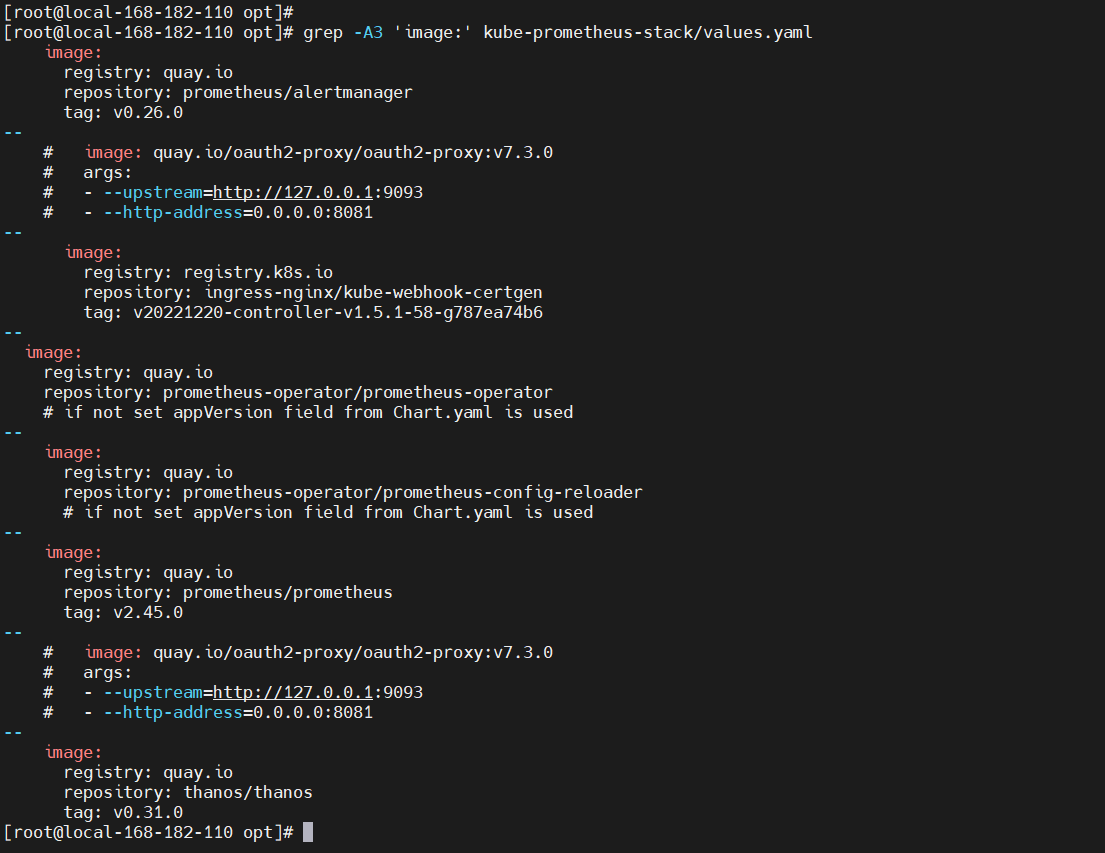 [root@local-168-182-110 opt]#
[root@local-168-182-110 opt]# grep -A3 'image:' kube-prometheus-stack/values.yaml
    image:
      registry: quay.io
      repository: prometheus/alertmanager
      tag: v0.26.0
--
    #   image: quay.io/oauth2-proxy/oauth2-proxy:v7.3.0
    #   args:
    #   - --upstream=http://127.0.0.1:9093
    #   - --http-address=0.0.0.0:8081
--
      image:
        registry: registry.k8s.io
        repository: ingress-nginx/kube-webhook-certgen
        tag: v20221220-controller-v1.5.1-58-g787ea74b6
--
  image:
    registry: quay.io
    repository: prometheus-operator/prometheus-operator
    # if not set appVersion field from Chart.yaml is used
--
    image:
      registry: quay.io
      repository: prometheus-operator/prometheus-config-reloader
      # if not set appVersion field from Chart.yaml is used
--
    image:
      registry: quay.io
      repository: prometheus/prometheus
      tag: v2.45.0
--
    #   image: quay.io/oauth2-proxy/oauth2-proxy:v7.3.0
    #   args:
    #   - --upstream=http://127.0.0.1:9093
    #   - --http-address=0.0.0.0:8081
--
    image:
      registry: quay.io
      repository: thanos/thanos
      tag: v0.31.0
[root@local-168-182-110 opt]#